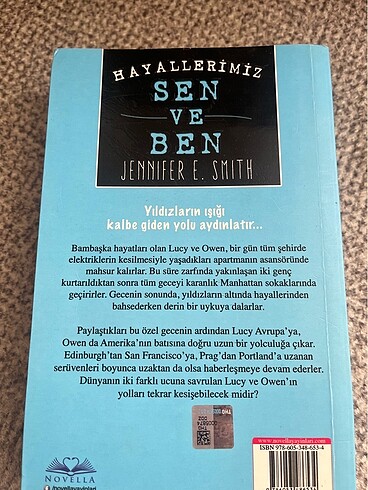 HAYALLERİMİZ
SEN
VE
BEN
JENNIFER E. SMITH
Yıldızların ışığı
kalbe giden yolu aydınlatır...
Bambaşka hayatları olan Lucy ve Owen, bir gün tüm şehirde
elektriklerin kesilmesiyle yaşadıkları apartmanın asansöründe
mahsur kalırlar. Bu süre zarfında yakınlaşan iki genç
kurtarıldıktan sonra tüm geceyi karanlık Manhattan sokaklarında
geçirirler. Gecenin sonunda, yıldızların altında hayallerinden
bahsederken derin bir uykuya dalarlar.
Paylaştıkları bu özel gecenin ardından Lucy Avrupa'ya,
Owen da Amerika'nın batısına doğru uzun bir yolculuğa çıkar.
Edinburgh'tan San Francisco'ya, Prag'dan Portland'a uzanan
serüvenleri boyunca uzaktan da olsa haberleşmeye devam ederler.
Dünyanın iki farklı ucuna savrulan Lucy ve Owen'ın
yolları tekrar kesişebilecek midir?
www.novellayayinlari.com
ISBN 978-605-348-653-4
NOVELLA
/novellayayinlari